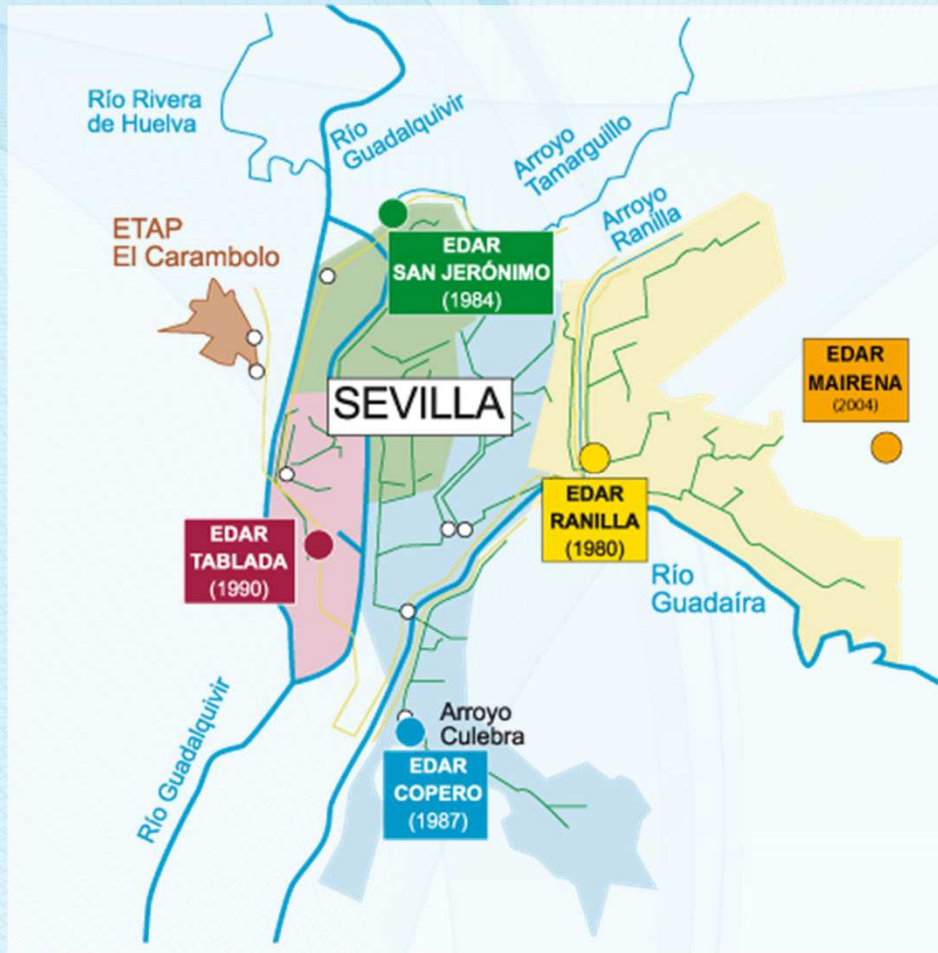 Río Rivera
de Huelva
Río
Guadalquivir
Arroyo
Tamarguillo
Arroyo
Ranilla
ETAP
El Carambolo
EDAR
SAN JERÓNIMO
(1984)
EDAR
MAIRENA
(2004)
SEVILLA
EDAR
RANILLA
(1980)
EDAR
TABLADA
(1990)
Río
Guadaíra
Río Guadalquivir
Arroyo
Culebra
EDAR
COPERO
(1987)